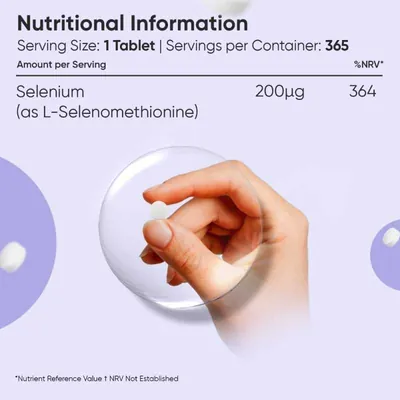 Nutritional Information
Serving Size: 1 Tablet | Servings per Container: 365
Amount per Serving %NRV*
Selenium 200µg 364
(as L-Selenomethionine)
*Nutrient Reference Value † NRV Not Established